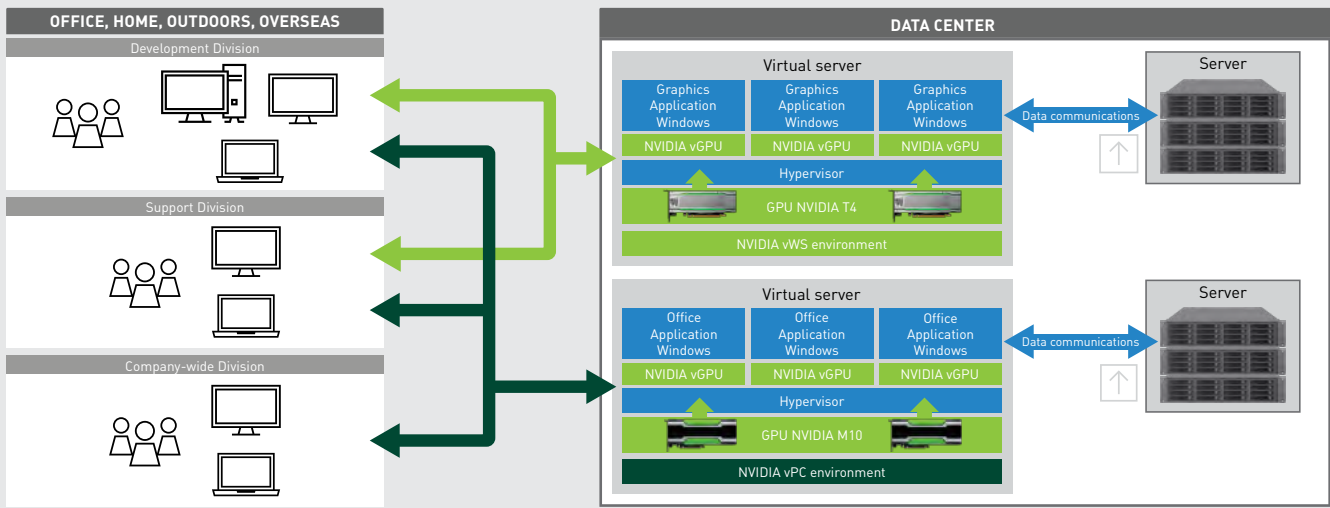 OFFICE, HOME, OUTDOORS, OVERSEAS
Development Division
Support Division
Company-wide Division
DATA CENTER
Virtual server
Graphics
Application
Windows
Graphics
Application
Windows
Graphics
Application
Windows
NVIDIA vGPU
NVIDIA vGPU
NVIDIA vGPU
Hypervisor
GPU NVIDIA T4
NVIDIA vWS environment
Data communications
Server
Virtual server
Office
Application
Windows
Office
Application
Windows
Office
Application
Windows
NVIDIA vGPU
NVIDIA vGPU
NVIDIA vGPU
Hypervisor
GPU NVIDIA M10
NVIDIA vPC environment
Data communications
Server